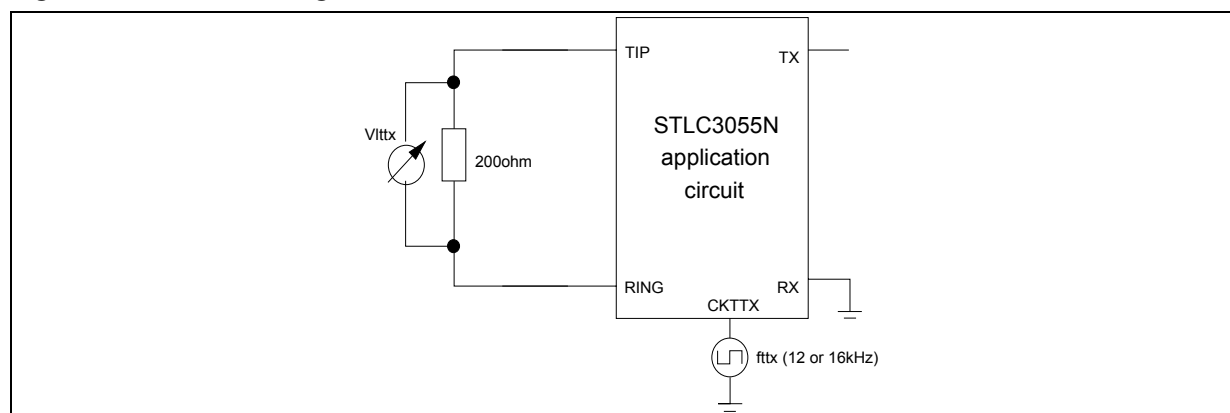 TIP
TX
STLC3055N
application
circuit
Vlttx
200ohm
RING
RX
CKTTX
fttx (12 or 16kHz)